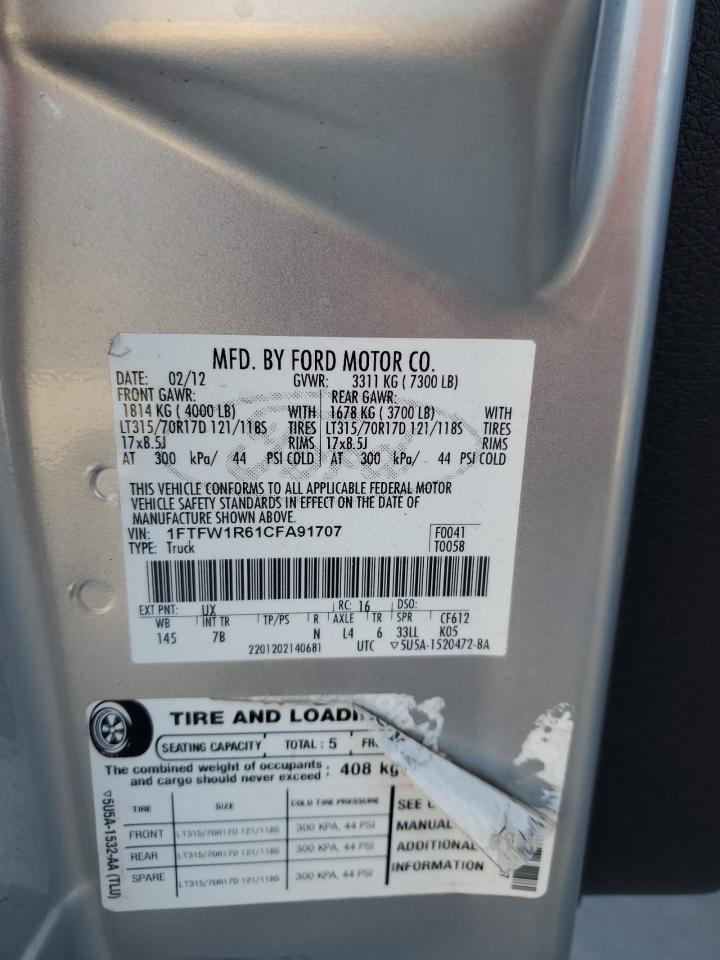 MFD. BY FORD MOTOR CO.
DATE: 02/12 GVWR: 3311 KG ( 7300 LB)
FRONT GAWR: REAR GAWR:
1814 KG ( 4000 LB) WITH 1678 KG ( 3700 LB) WITH
LT315/70R17D 121/118S TIRES LT315/70R17D 121/118S TIRES
17x8.5J RIMS 17x8.5J RIMS
AT 300 kPa/ 44 PSI COLD AT 300 kPa/ 44 PSI COLD
THIS VEHICLE CONFORMS TO ALL APPLICABLE FEDERAL MOTOR
VEHICLE SAFETY STANDARDS IN EFFECT ON THE DATE OF
MANUFACTURE SHOWN ABOVE.
VIN: 1FTFW1R61CFA91707 F0041
TYPE: Truck T0058
EXT PNT: UX RC: 16 DSO:
WB INT TR TP/PS R AXLE TR SPR CF612
145 7B N L4 6 33LL K05
2201202140681 UTC ▽5U5A-1520472-BA
TIRE AND LOADI
SEATING CAPACITY TOTAL : 5 FR
The combined weight of occupants
and cargo should never exceed : 408 kg
▽5U5A-1532-AA (TLU)
TIRE SIZE COLD TIRE PRESSURE SEE
FRONT LT315/70R17D 121/118S 300 KPA, 44 PSI MANUAL
REAR LT315/70R17D 121/118S 300 KPA, 44 PSI ADDITIONAL
SPARE LT315/70R17D 121/118S 300 KPA, 44 PSI INFORMATION